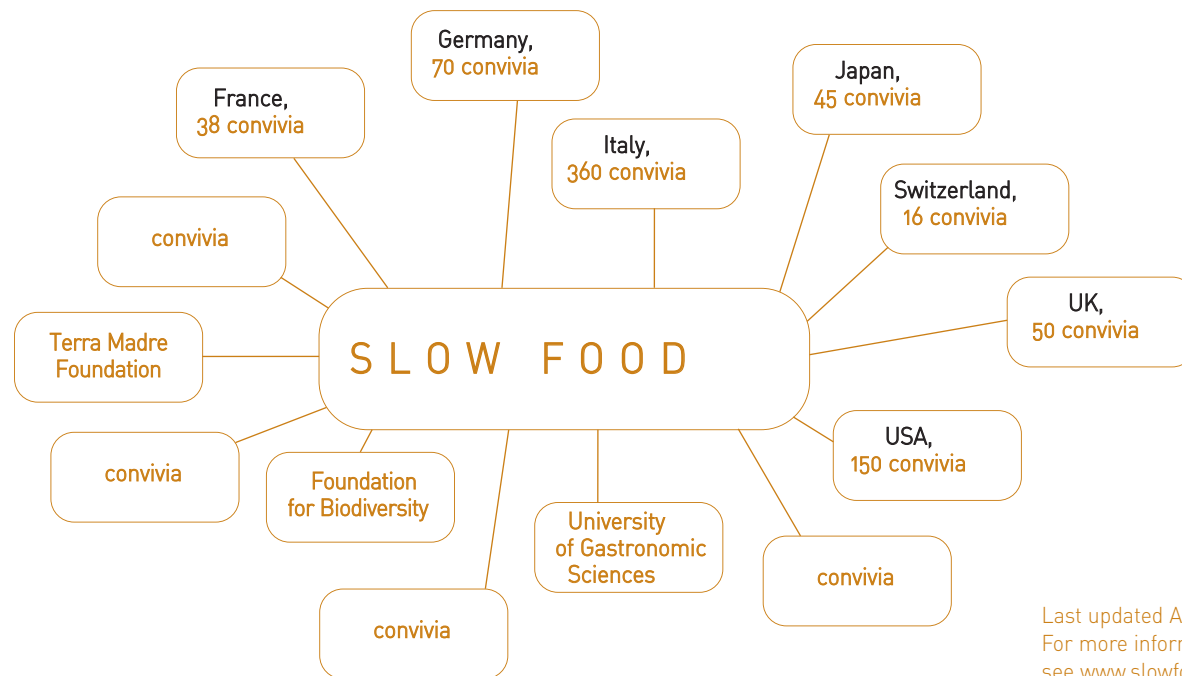 Germany,
70 convivia
Japan,
45 convivia
France,
38 convivia
Italy,
360 convivia
Switzerland,
16 convivia
convivia
UK,
50 convivia
Terra Madre
Foundation
SLOW FOOD
USA,
150 convivia
convivia
Foundation
for Biodiversity
University
of Gastronomic
Sciences
convivia
convivia
Last updated
For more
see